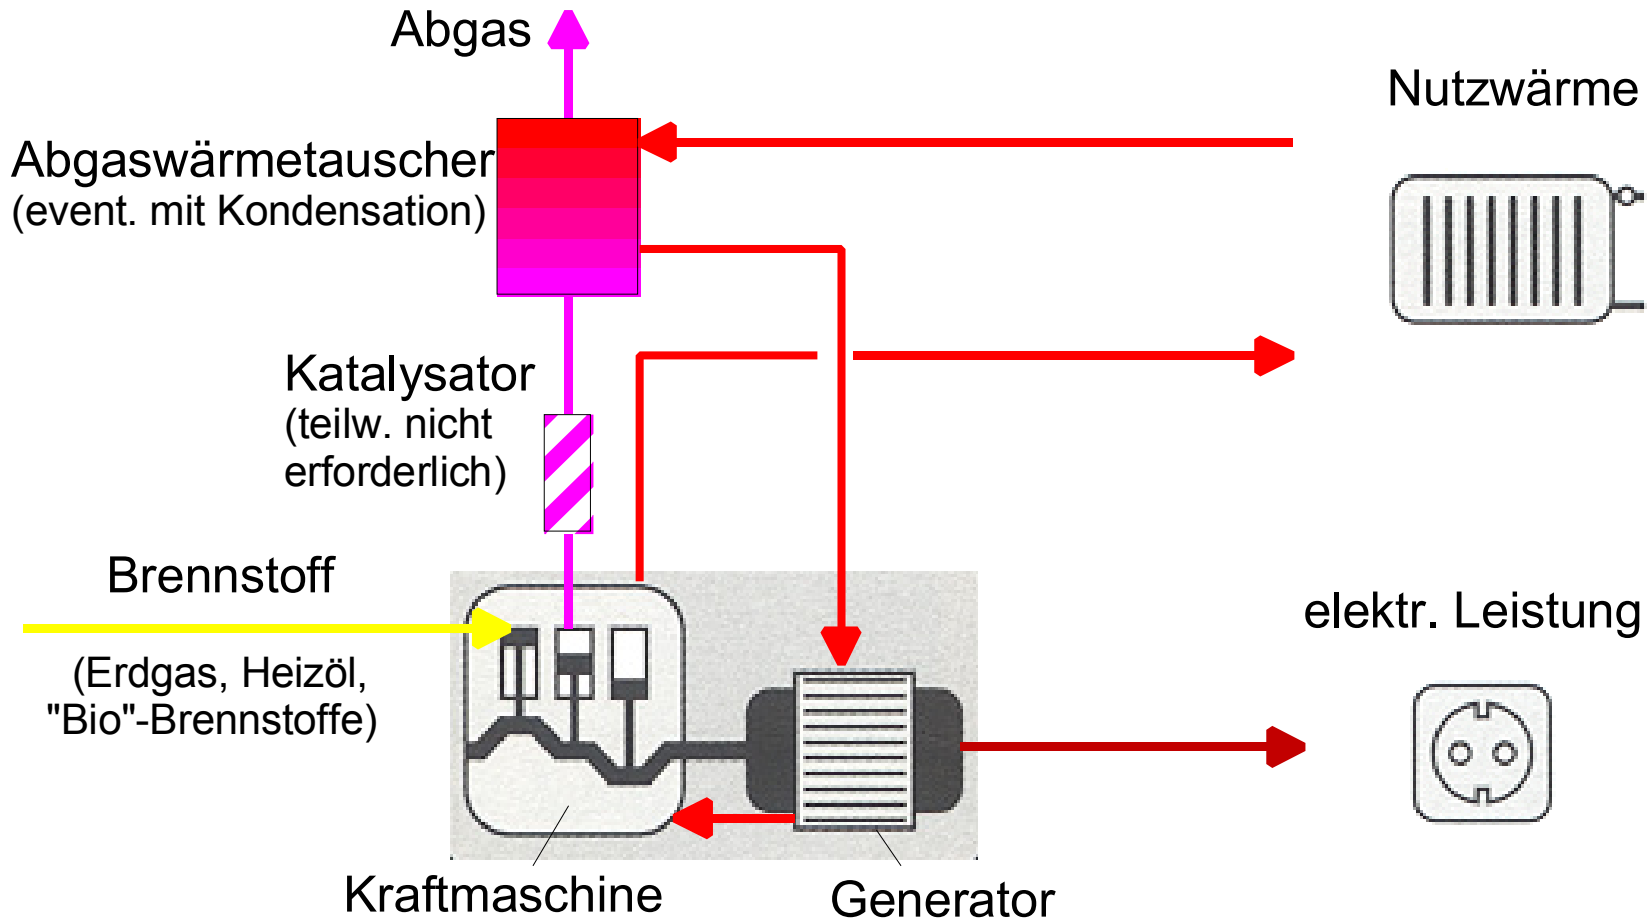 Abgas
Nutzwärme
Abgaswärmetauscher
(event. mit Kondensation)
Katalysator
(teilw. nicht
erforderlich)
Brennstoff
(Erdgas, Heizöl,
"Bio"-Brennstoffe)
elektr. Leistung
Kraftmaschine
Generator